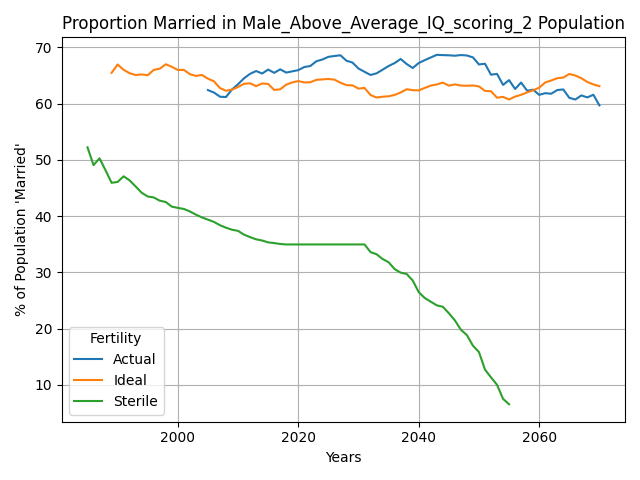 Proportion Married in Male_Above_Average_IQ_scoring_2 Population
% of Population 'Married'
70
60
50
40
30
20
10
Fertility
Actual
Ideal
Sterile
2000 2020 2040 2060
Years